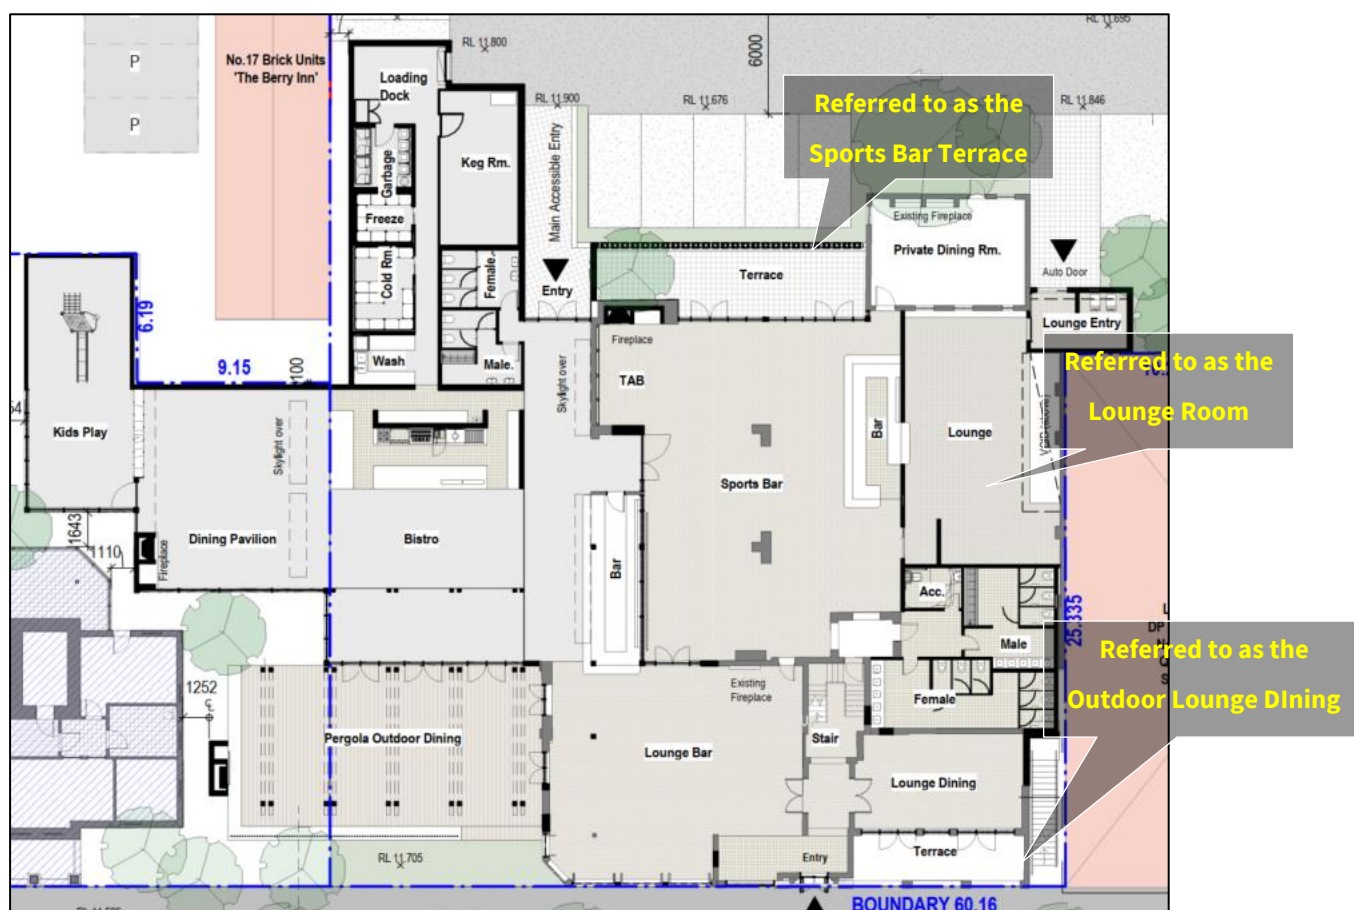 RL 11.695
RL 11.800
6000
No.17 Brick Units
'The Berry Inn'
P
P
Loading
Dock
RL 11.900
RL 11.676
RL 11.846
Referred to as the
Sports Bar Terrace
Main Accessible Entry
Keg Rm.
Garbage
Freeze
Cold Rm.
Female.
Entry
Terrace
Existing Fireplace
Private Dining Rm.
Auto Door
Lounge Entry
6.19
9.15
100
Wash
Male.
Skylight over
Fireplace
TAB
Referred to as the
Lounge Room
VOID (above)
Kids Play
Skylight over
Bar
Lounge
Sports Bar
1643
1110
Fireplace
Dining Pavilion
Bistro
Bar
Acc.
Male
25.335
DP
Referred to as the
Outdoor Lounge DIning
1252
Existing
Fireplace
Female
Pergola Outdoor Dining
Lounge Bar
Stair
Lounge Dining
RL 11.705
Entry
Terrace
BOUNDARY 60.16